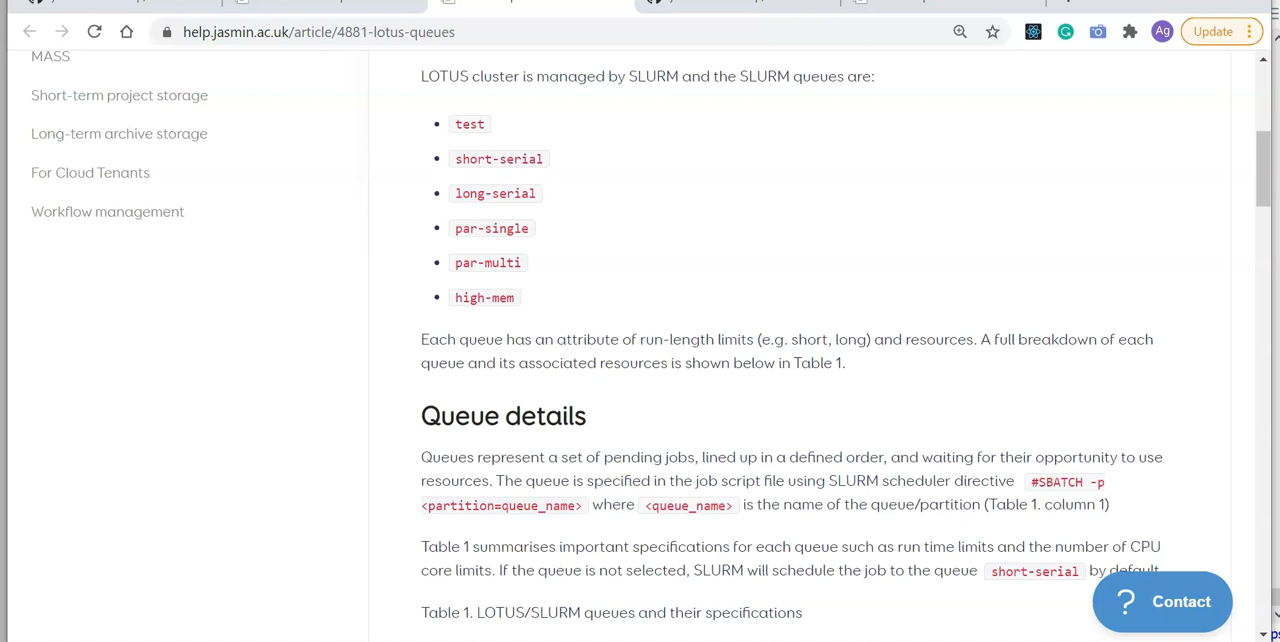 help.jasmin.ac.uk/article/4881-lotus-queues
Ag
Update
MASS
Short-term project storage
Long-term archive storage
For Cloud Tenants
Workflow management
LOTUS cluster is managed by SLURM and the SLURM queues are:
test
short-serial
long-serial
par-single
par-multi
high-mem
Each queue has an attribute of run-length limits (e.g. short, long) and resources. A full breakdown of each
queue and its associated resources is shown below in Table 1.
Queue details
Queues represent a set of pending jobs, lined up in a defined order, and waiting for their opportunity to use
resources. The queue is specified in the job script file using SLURM scheduler directive #SBATCH -p
<partition=queue_name> where <queue_name> is the name of the queue/partition (Table 1. column 1)
Table 1 summarises important specifications for each queue such as run time limits and the number of CPU
core limits. If the queue is not selected, SLURM will schedule the job to the queue short-serial by default.
Table 1. LOTUS/SLURM queues and their specifications
? Contact